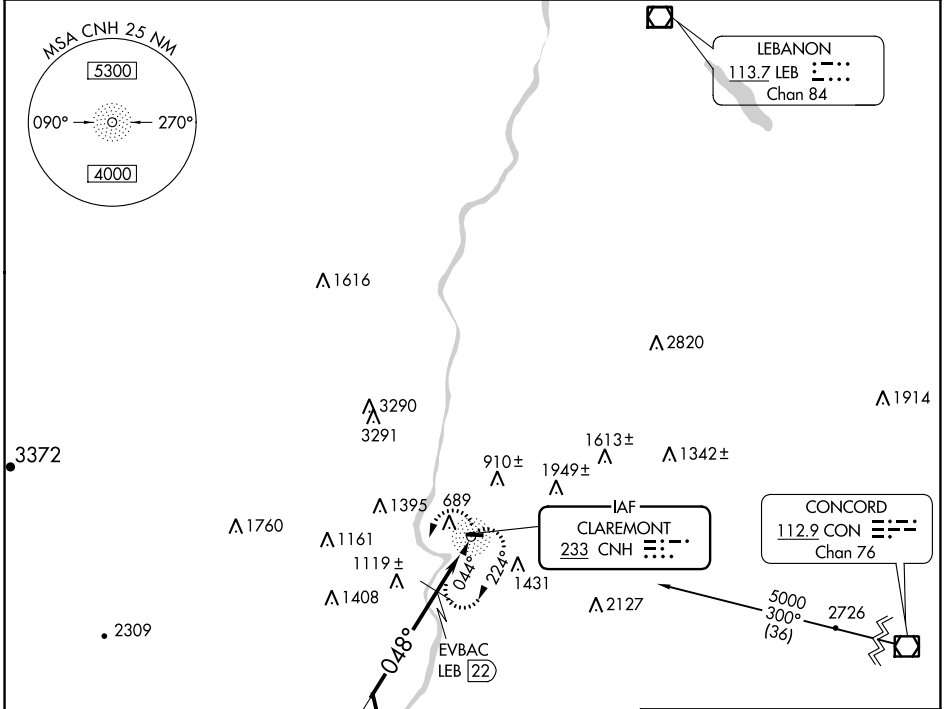 MSA CNH 25 NM
5300
090°
270°
4000
LEBANON
113.7 LEB
Chan 84
1616
2820
1914
3290
3291
3372
910±
1949±
1613±
1342±
1395
689
1760
1161
1119±
1408
IAF
CLAREMONT
233 CNH
CONCORD
112.9 CON
Chan 76
044°
224°
1431
2127
5000
300°
(36)
2726
2309
048°
EVBAC
LEB 22